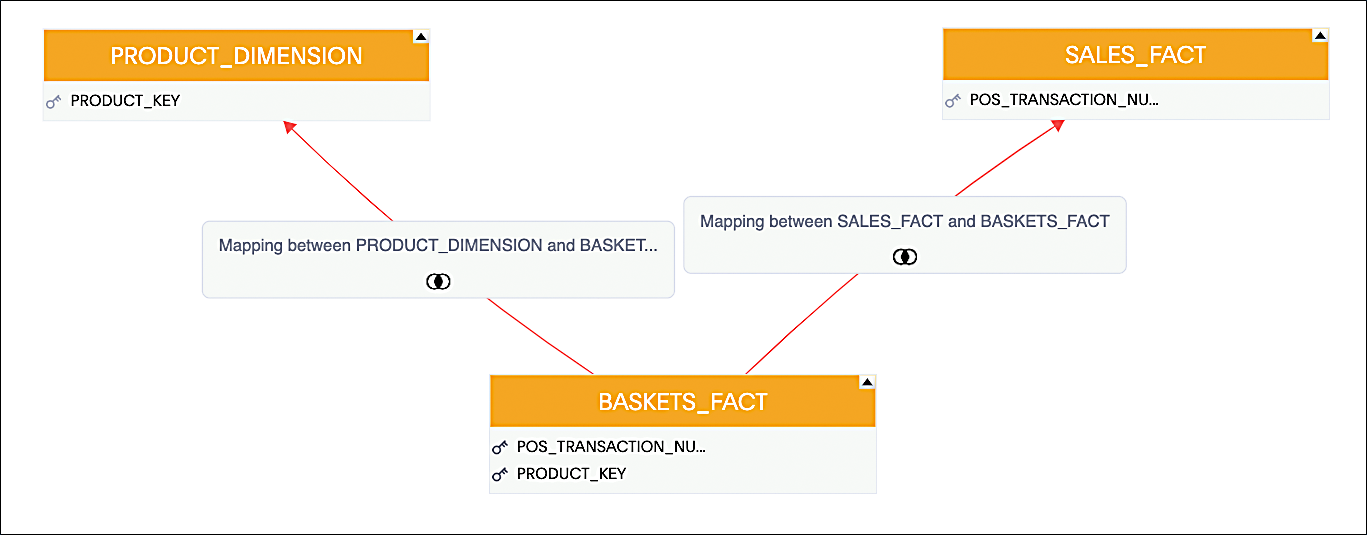 PRODUCT_DIMENSION
PRODUCT_KEY
SALES_FACT
POS_TRANSACTION_NU...
Mapping between PRODUCT_DIMENSION and BASKET...
Mapping between SALES_FACT and BASKETS_FACT
BASKETS_FACT
POS_TRANSACTION_NU...
PRODUCT_KEY